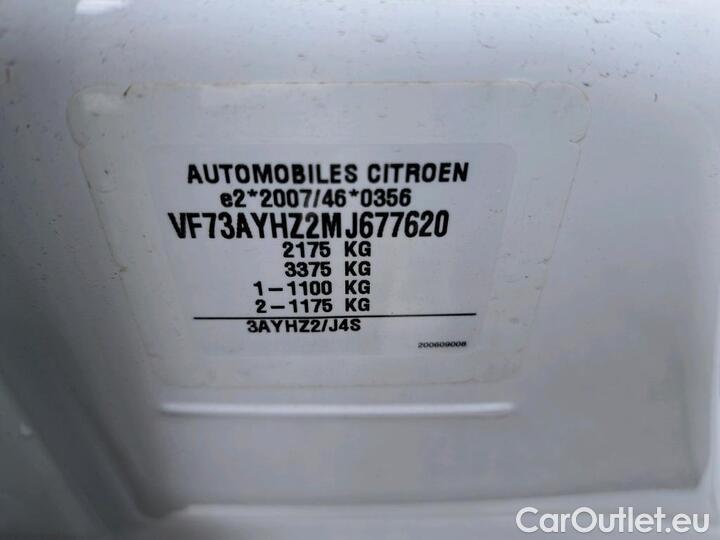 AUTOMOBILES CITROEN
e2*2007/46*0356
VF73AYHZ2MJ677620
2175 KG
3375 KG
1-1100 KG
2-1175 KG
3AYHZ2/J4S
200609008
CarOutlet.eu